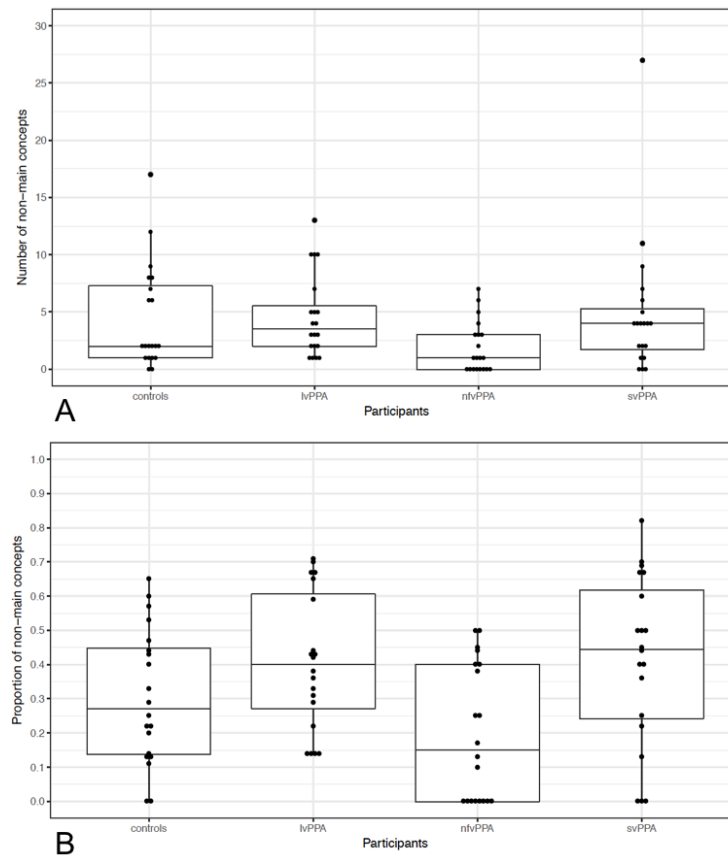 Number of non-main concepts
30
25
20
15
10
5
0
controls lvPPA nfvPPA svPPA
Participants
A
Proportion of non-main concepts
1.0
0.9
0.8
0.7
0.6
0.5
0.4
0.3
0.2
0.1
0.0
controls lvPPA nfvPPA svPPA
Participants
B